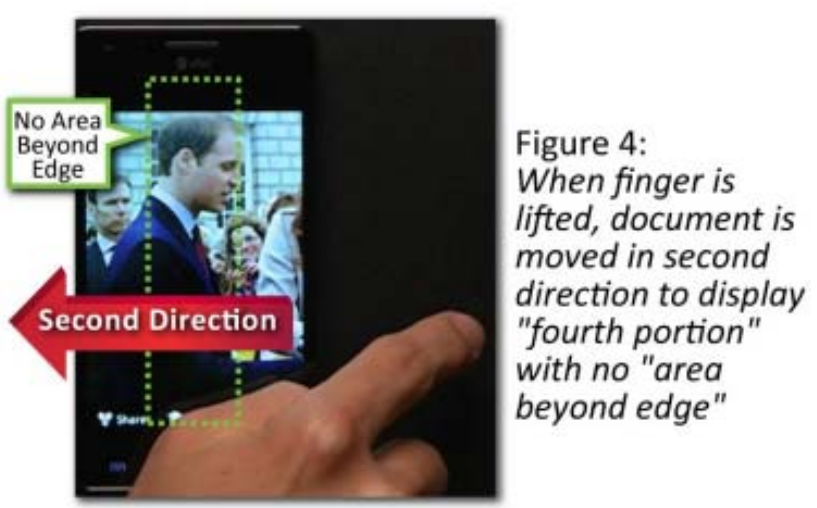 No Area
Beyond
Edge
Second Direction
Share
Figure 4:
When finger is
lifted, document is
moved in second
direction to display
"fourth portion"
with no "area
beyond edge"